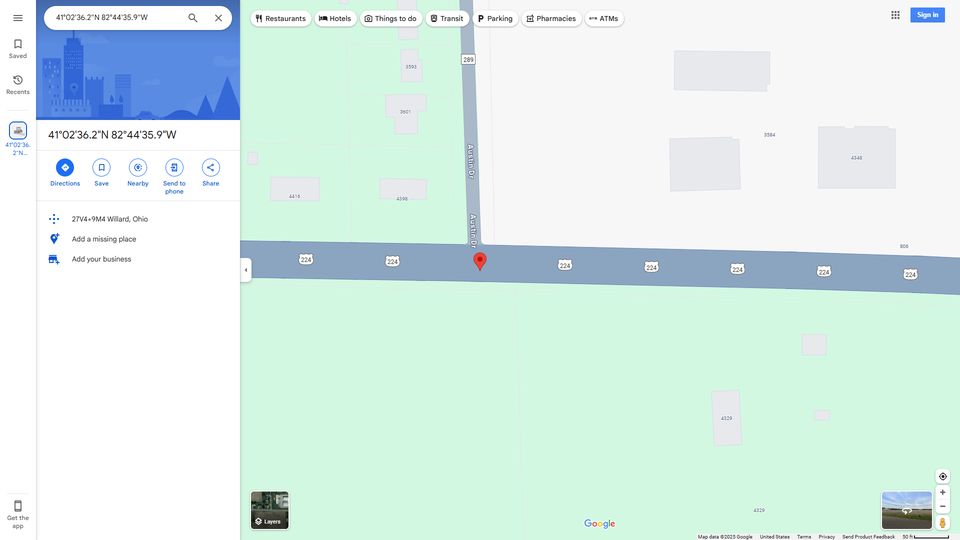 41°02'36.2"N 82°44'35.9"W
Restaurants
Hotels
Things to do
Transit
Parking
Pharmacies
ATMs
Sign in
Saved
Recents
41°02'36.
2"N...
41°02'36.2"N 82°44'35.9"W
Directions
Save
Nearby
Send to
phone
Share
27V4+9M4 Willard, Ohio
Add a missing place
Add your business
Get the
app
289
3593
3601
4416
4398
Austin Dr
Austin Dr
3584
4348
808
224
224
224
224
224
224
224
4329
4329
Layers
Google
Map data ©2025 Google
United States
Terms
Privacy
Send Product Feedback
50 ft